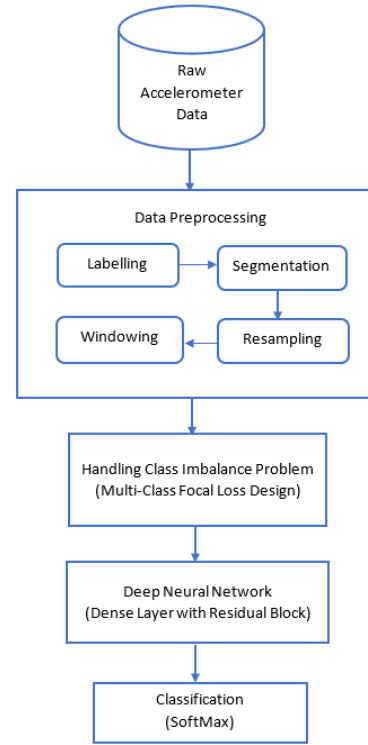 Raw
Accelerometer
Data
Data Preprocessing
Labelling
Segmentation
Windowing
Resampling
Handling Class Imbalance Problem
(Multi-Class Focal Loss Design)
Deep Neural Network
(Dense Layer with Residual Block)
Classification
(SoftMax)